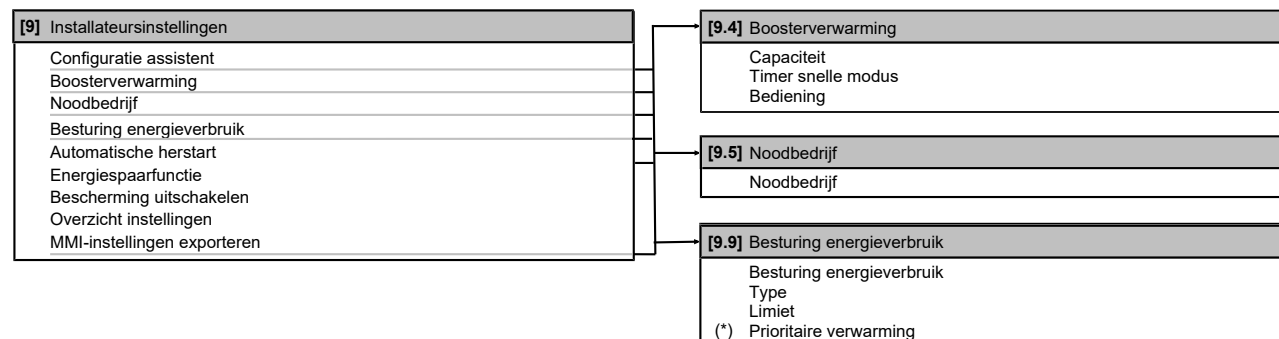 [9] Installateursinstellingen
Configuratie assistent
Boosterverwarming
Noodbedrijf
Besturing energieverbruik
Automatische herstart
Energiespaarfunctie
Bescherming uitschakelen
Overzicht instellingen
MMI-instellingen exporteren
[9.4] Boosterverwarming
Capaciteit
Timer snelle modus
Bediening
[9.5] Noodbedrijf
Noodbedrijf
[9.9] Besturing energieverbruik
Besturing energieverbruik
Type
Limiet
(*) Prioritaire verwarming